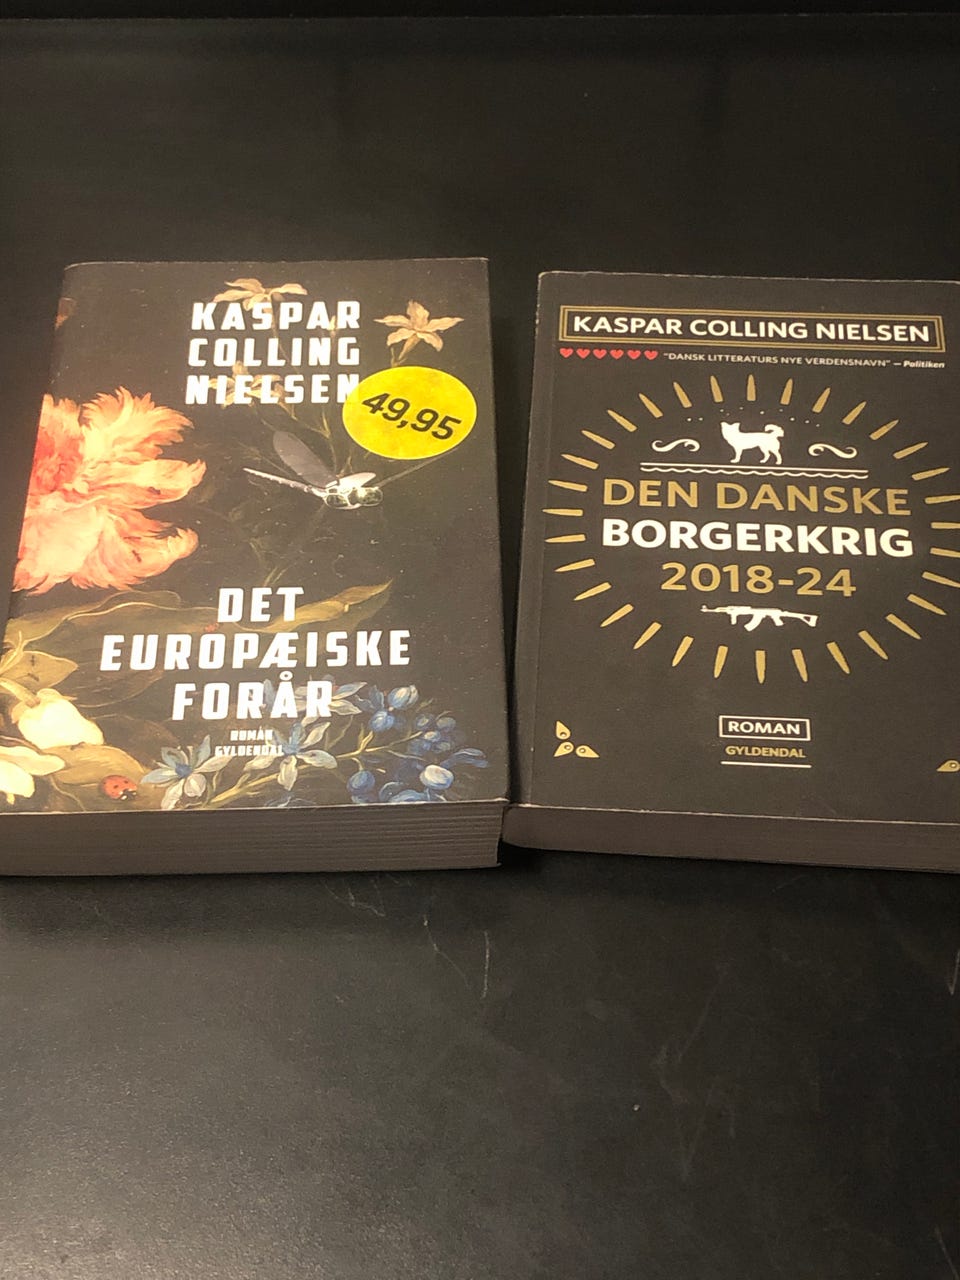 KASPAR
COLLING
NIELSEN
49,95
DET
EUROPÆISKE
FORÅR
ROMAN
GYLDENDAL
KASPAR COLLING NIELSEN
"DANSK LITTERATURS NYE VERDENSNAVN" – Politiken
DEN DANSKE
BORGERKRIG
2018-24
ROMAN
GYLDENDAL